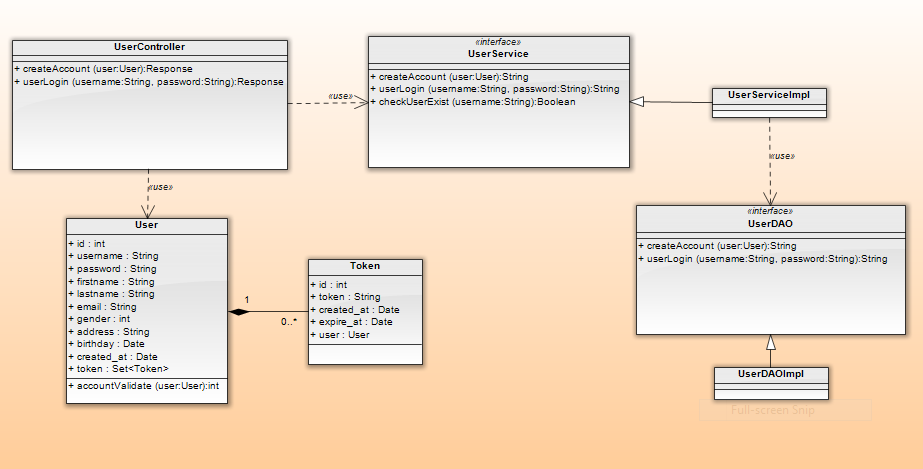 UserController
+ createAccount (user:User):Response
+ userLogin (username:String, password:String):Response
«use»
«interface»
UserService
+ createAccount (user:User):String
+ userLogin (username:String, password:String):String
+ checkUserExist (username:String):Boolean
UserServiceImpl
«use»
«use»
User
+ id : int
+ username : String
+ password : String
+ firstname : String
+ lastname : String
+ email : String
+ gender : int
+ address : String
+ birthday : Date
+ created_at : Date
+ token : Set<Token>
+ accountValidate (user:User):int
1
0..*
Token
+ id : int
+ token : String
+ created_at : Date
+ expire_at : Date
+ user : User
«interface»
UserDAO
+ createAccount (user:User):String
+ userLogin (username:String, password:String):String
UserDAOImpl
Full-screen Snip